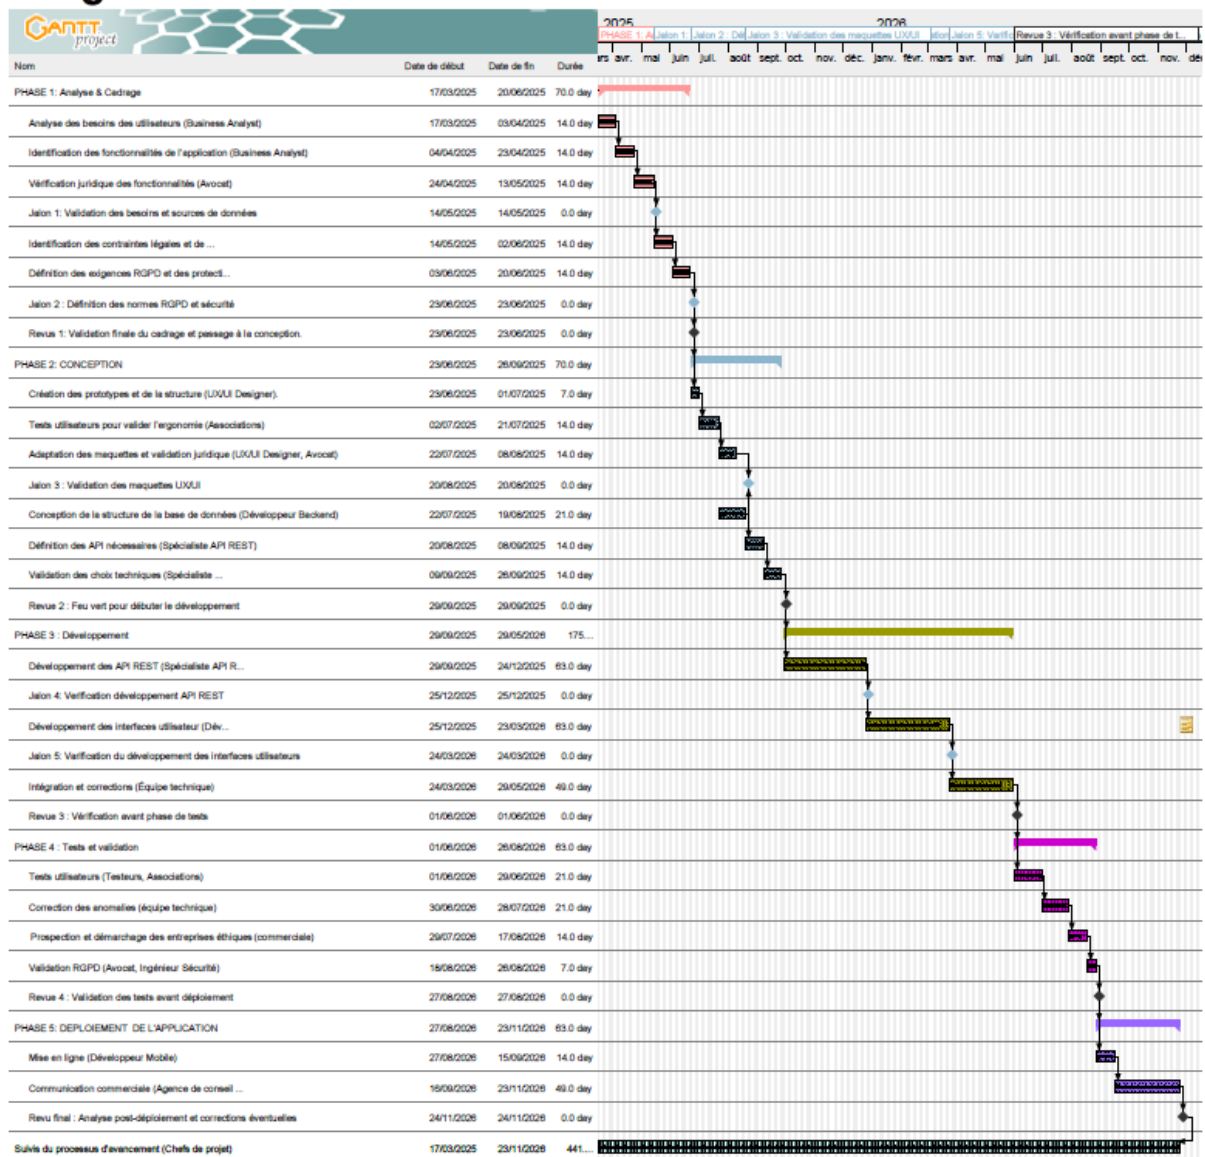 GANTT project
2025 2026
PHASE 1: A Jalon 1: Jalon 2 : Dé Jalon 3 : Validation des maquettes UX/UI Jalon 5: Varific Revue 3 : Vérification avant phase de t...
ars avr. mai juin juil. août sept. oct. nov. déc. janv. févr. mars avr. mai juin juil. août sept. oct. nov. déc
Nom Date de début Date de fin Durée
PHASE 1: Analyse & Cadrage 17/03/2025 20/06/2025 70.0 day
Analyse des besoins des utilisateurs (Business Analyst) 17/03/2025 03/04/2025 14.0 day
Identification des fonctionnalités de l'application (Business Analyst) 04/04/2025 23/04/2025 14.0 day
Vérification juridique des fonctionnalités (Avocat) 24/04/2025 13/05/2025 14.0 day
Jalon 1: Validation des besoins et sources de données 14/05/2025 14/05/2025 0.0 day
Identification des contraintes légales et de ... 14/05/2025 02/06/2025 14.0 day
Définition des exigences RGPD et des protecti... 03/06/2025 20/06/2025 14.0 day
Jalon 2 : Définition des normes RGPD et sécurité 23/06/2025 23/06/2025 0.0 day
Revus 1: Validation finale du cadrage et passage à la conception. 23/06/2025 23/06/2025 0.0 day
PHASE 2: CONCEPTION 23/06/2025 26/09/2025 70.0 day
Création des prototypes et de la structure (UX/UI Designer). 23/06/2025 01/07/2025 7.0 day
Tests utilisateurs pour valider l'ergonomie (Associations) 02/07/2025 21/07/2025 14.0 day
Adaptation des maquettes et validation juridique (UX/UI Designer, Avocat) 22/07/2025 08/08/2025 14.0 day
Jalon 3 : Validation des maquettes UX/UI 20/08/2025 20/08/2025 0.0 day
Conception de la structure de la base de données (Développeur Backend) 22/07/2025 19/08/2025 21.0 day
Définition des API nécessaires (Spécialiste API REST) 20/08/2025 08/09/2025 14.0 day
Validation des choix techniques (Spécialiste ... 09/09/2025 26/09/2025 14.0 day
Revue 2 : Feu vert pour débuter le développement 29/09/2025 29/09/2025 0.0 day
PHASE 3 : Développement 29/09/2025 29/05/2026 175....
Développement des API REST (Spécialiste API R... 29/09/2025 24/12/2025 63.0 day
Jalon 4: Verification développement API REST 25/12/2025 25/12/2025 0.0 day
Développement des interfaces utilisateur (Dév... 25/12/2025 23/03/2026 63.0 day
Jalon 5: Varification du développement des interfaces utilisateurs 24/03/2026 24/03/2026 0.0 day
Intégration et corrections (Équipe technique) 24/03/2026 29/05/2026 49.0 day
Revue 3 : Vérification avant phase de tests 01/06/2026 01/06/2026 0.0 day
PHASE 4 : Tests et validation 01/06/2026 26/08/2026 63.0 day
Tests utilisateurs (Testeurs, Associations) 01/06/2026 29/06/2026 21.0 day
Correction des anomalies (équipe technique) 30/06/2026 28/07/2026 21.0 day
Prospection et démarchage des entreprises éthiques (commerciale) 29/07/2026 17/08/2026 14.0 day
Validation RGPD (Avocat, Ingénieur Sécurité) 18/08/2026 26/08/2026 7.0 day
Revue 4 : Validation des tests avant déploiement 27/08/2026 27/08/2026 0.0 day
PHASE 5: DEPLOIEMENT DE L'APPLICATION 27/08/2026 23/11/2026 63.0 day
Mise en ligne (Développeur Mobile) 27/08/2026 15/09/2026 14.0 day
Communication commerciale (Agence de conseil ... 16/09/2026 23/11/2026 49.0 day
Revu final : Analyse post-déploiement et corrections éventuelles 24/11/2026 24/11/2026 0.0 day
Suivis du processus d'avancement (Chefs de projet) 17/03/2025 23/11/2026 441....